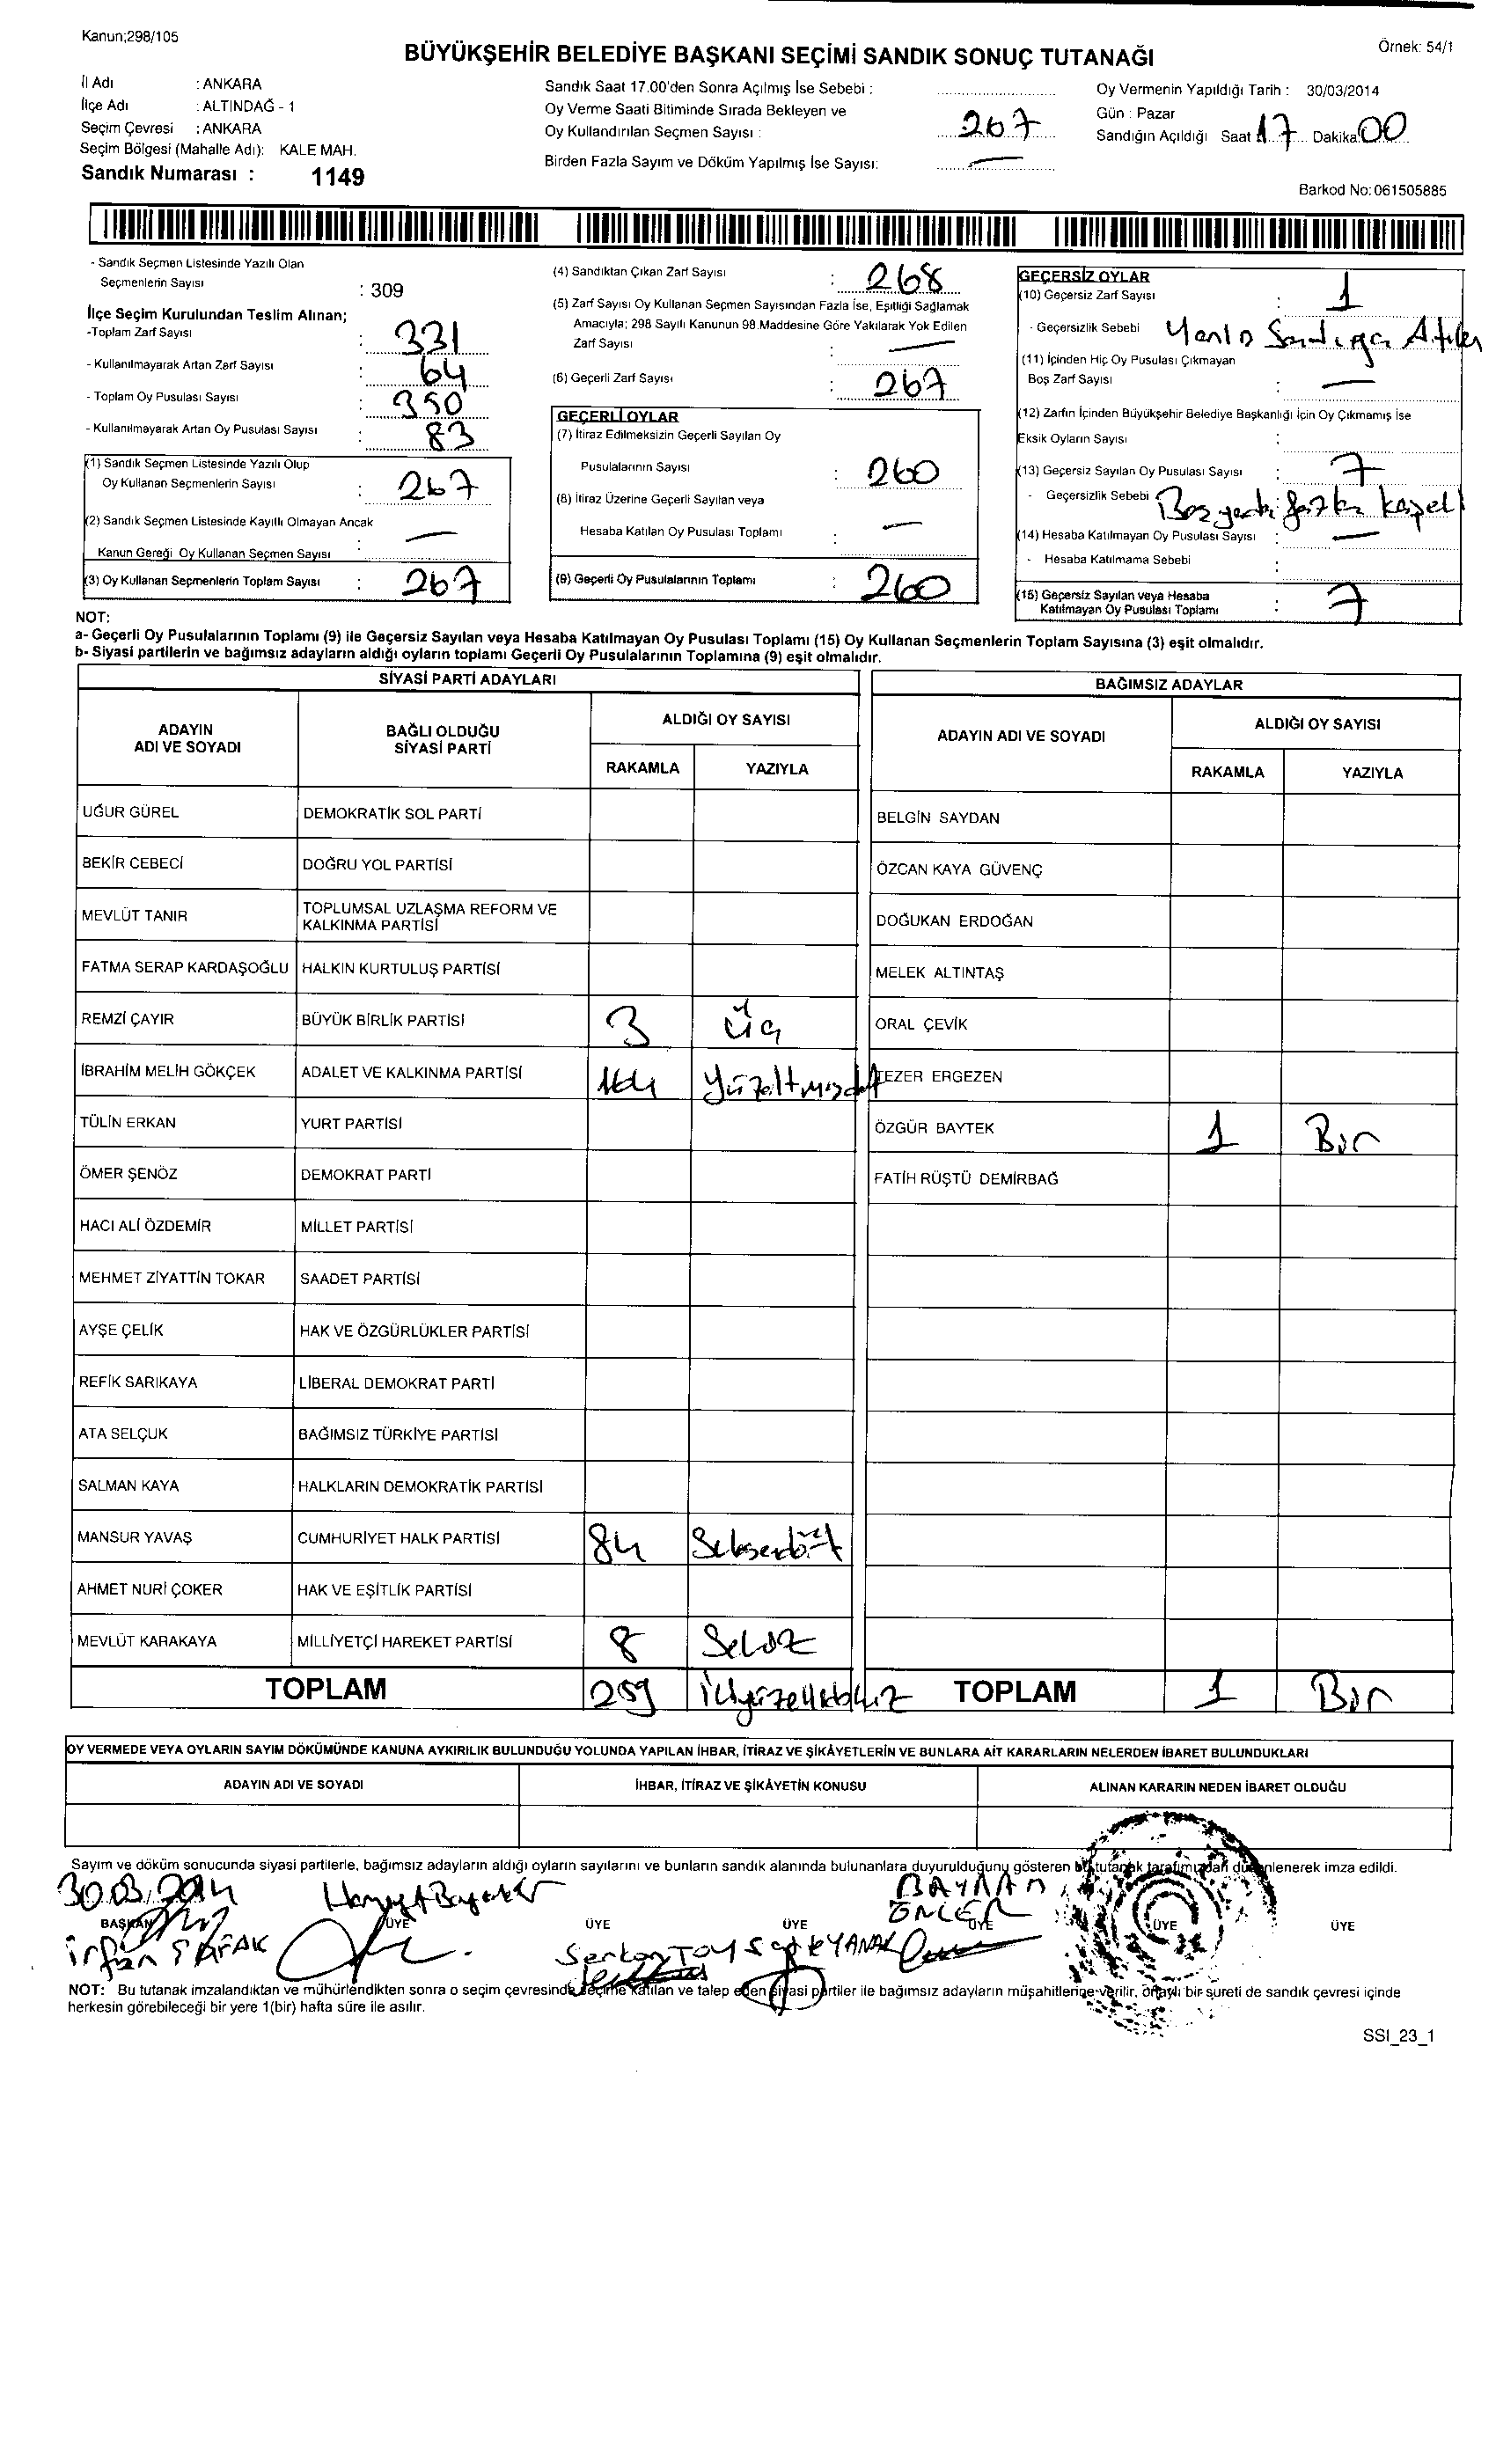 Kanun;298/105
Örnek: 54/1
BÜYÜKŞEHİR BELEDİYE BAŞKANI SEÇİMİ SANDIK SONUÇ TUTANAĞI
İl Adı : ANKARA
İlçe Adı : ALTINDAĞ - 1
Seçim Çevresi : ANKARA
Seçim Bölgesi (Mahalle Adı): KALE MAH.
Sandık Numarası : 1149
Sandık Saat 17.00'den Sonra Açılmış İse Sebebi :
Oy Verme Saati Bitiminde Sırada Bekleyen ve
Oy Kullandırılan Seçmen Sayısı : 267
Birden Fazla Sayım ve Döküm Yapılmış İse Sayısı: —
Oy Vermenin Yapıldığı Tarih : 30/03/2014
Gün : Pazar
Sandığın Açıldığı Saat 17 Dakika 00
Barkod No: 061505885
- Sandık Seçmen Listesinde Yazılı Olan
Seçmenlerin Sayısı : 309
İlçe Seçim Kurulundan Teslim Alınan;
-Toplam Zarf Sayısı : 331
- Kullanılmayarak Artan Zarf Sayısı : 64
- Toplam Oy Pusulası Sayısı : 350
- Kullanılmayarak Artan Oy Pusulası Sayısı : 83
(1) Sandık Seçmen Listesinde Yazılı Olup
Oy Kullanan Seçmenlerin Sayısı : 267
(2) Sandık Seçmen Listesinde Kayıtlı Olmayan Ancak
Kanun Gereği Oy Kullanan Seçmen Sayısı : —
(3) Oy Kullanan Seçmenlerin Toplam Sayısı : 267
(4) Sandıktan Çıkan Zarf Sayısı : 268
(5) Zarf Sayısı Oy Kullanan Seçmen Sayısından Fazla İse, Eşitliği Sağlamak
Amacıyla; 298 Sayılı Kanunun 98.Maddesine Göre Yakılarak Yok Edilen
Zarf Sayısı : —
(6) Geçerli Zarf Sayısı : 267
GEÇERLİ OYLAR
(7) İtiraz Edilmeksizin Geçerli Sayılan Oy
Pusulalarının Sayısı : 260
(8) İtiraz Üzerine Geçerli Sayılan veya
Hesaba Katılan Oy Pusulası Toplamı : —
(9) Geçerli Oy Pusulalarının Toplamı : 260
GEÇERSİZ OYLAR
(10) Geçersiz Zarf Sayısı : 1
- Geçersizlik Sebebi Yanlış Sandığa Atılan
(11) İçinden Hiç Oy Pusulası Çıkmayan
Boş Zarf Sayısı : —
(12) Zarfın İçinden Büyükşehir Belediye Başkanlığı İçin Oy Çıkmamış İse
Eksik Oyların Sayısı :
(13) Geçersiz Sayılan Oy Pusulası Sayısı : 7
- Geçersizlik Sebebi
(14) Hesaba Katılmayan Oy Pusulası Sayısı : —
- Hesaba Katılmama Sebebi :
(15) Geçersiz Sayılan veya Hesaba
Katılmayan Oy Pusulası Toplamı : 7
NOT:
a- Geçerli Oy Pusulalarının Toplamı (9) ile Geçersiz Sayılan veya Hesaba Katılmayan Oy Pusulası Toplamı (15) Oy Kullanan Seçmenlerin Toplam Sayısına (3) eşit olmalıdır.
b- Siyasi partilerin ve bağımsız adayların aldığı oyların toplamı Geçerli Oy Pusulalarının Toplamına (9) eşit olmalıdır.
SİYASİ PARTİ ADAYLARI
ADAYIN ADI VE SOYADI
BAĞLI OLDUĞU SİYASİ PARTİ
ALDIĞI OY SAYISI
RAKAMLA YAZIYLA
UĞUR GÜREL DEMOKRATİK SOL PARTİ
BEKİR CEBECİ DOĞRU YOL PARTİSİ
MEVLÜT TANIR TOPLUMSAL UZLAŞMA REFORM VE KALKINMA PARTİSİ
FATMA SERAP KARDAŞOĞLU HALKIN KURTULUŞ PARTİSİ
REMZİ ÇAYIR BÜYÜK BİRLİK PARTİSİ 3 Üç
İBRAHİM MELİH GÖKÇEK ADALET VE KALKINMA PARTİSİ 164 Yüzaltmışdört
TÜLİN ERKAN YURT PARTİSİ
ÖMER ŞENÖZ DEMOKRAT PARTİ
HACI ALİ ÖZDEMİR MİLLET PARTİSİ
MEHMET ZİYATTİN TOKAR SAADET PARTİSİ
AYŞE ÇELİK HAK VE ÖZGÜRLÜKLER PARTİSİ
REFİK SARIKAYA LİBERAL DEMOKRAT PARTİ
ATA SELÇUK BAĞIMSIZ TÜRKİYE PARTİSİ
SALMAN KAYA HALKLARIN DEMOKRATİK PARTİSİ
MANSUR YAVAŞ CUMHURİYET HALK PARTİSİ 84 Seksendört
AHMET NURİ ÇOKER HAK VE EŞİTLİK PARTİSİ
MEVLÜT KARAKAYA MİLLİYETÇİ HAREKET PARTİSİ 8 Sekiz
TOPLAM 259 İkiyüzellidokuz
BAĞIMSIZ ADAYLAR
ADAYIN ADI VE SOYADI
ALDIĞI OY SAYISI
RAKAMLA YAZIYLA
BELGİN SAYDAN
ÖZCAN KAYA GÜVENÇ
DOĞUKAN ERDOĞAN
MELEK ALTINTAŞ
ORAL ÇEVİK
TEZER ERGEZEN
ÖZGÜR BAYTEK 1 Bir
FATİH RÜŞTÜ DEMİRBAĞ
TOPLAM 1 Bir
OY VERMEDE VEYA OYLARIN SAYIM DÖKÜMÜNDE KANUNA AYKIRILIK BULUNDUĞU YOLUNDA YAPILAN İHBAR, İTİRAZ VE ŞİKÂYETLERİN VE BUNLARA AİT KARARLARIN NELERDEN İBARET BULUNDUKLARI
ADAYIN ADI VE SOYADI
İHBAR, İTİRAZ VE ŞİKÂYETİN KONUSU
ALINAN KARARIN NEDEN İBARET OLDUĞU
Sayım ve döküm sonucunda siyasi partilerle, bağımsız adayların aldığı oyların sayılarını ve bunların sandık alanında bulunanlara duyurulduğunu gösteren bu tutanak tarafımızdan düzenlenerek imza edildi.
30.03.2014
BAYRAM
ÖNCEL
BAŞKAN ÜYE ÜYE ÜYE ÜYE ÜYE ÜYE
irfan ŞAFAK
Serkan TOY
NOT: Bu tutanak imzalandıktan ve mühürlendikten sonra o seçim çevresinde seçime katılan ve talep eden siyasi partiler ile bağımsız adayların müşahitlerine verilir, onaylı bir sureti de sandık çevresi içinde
herkesin görebileceği bir yere 1(bir) hafta süre ile asılır.
SSI_23_1